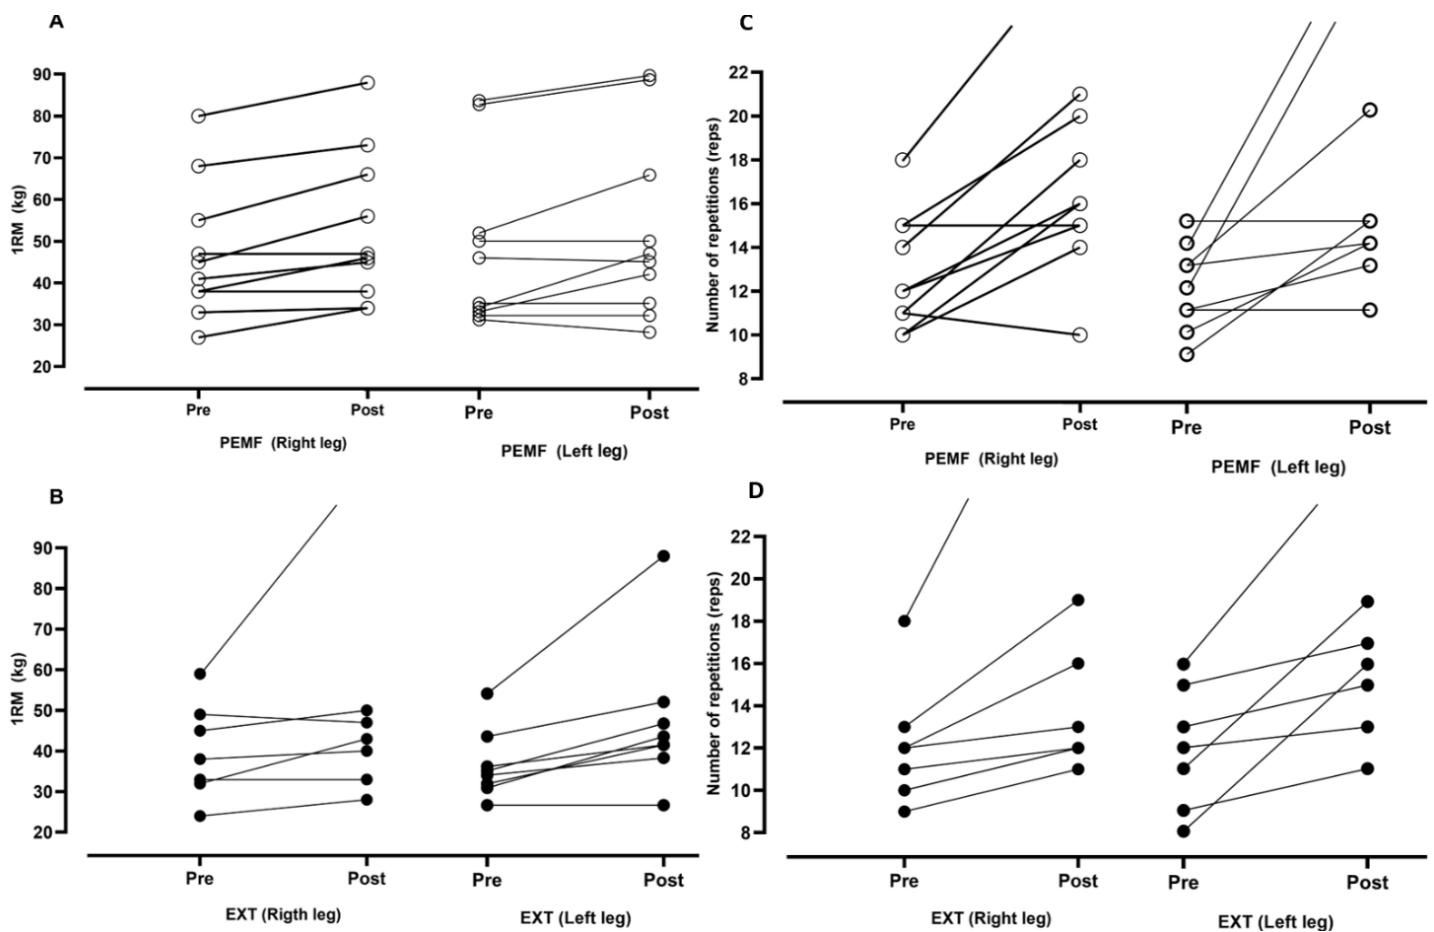 A
1RM (kg)
90
80
70
60
50
40
30
20
Pre
Post
Pre
Post
PEMF (Right leg)
PEMF (Left leg)
C
Number of repetitions (reps)
22
20
18
16
14
12
10
8
Pre
Post
Pre
Post
PEMF (Right leg)
PEMF (Left leg)
B
1RM (kg)
90
80
70
60
50
40
30
20
Pre
Post
Pre
Post
EXT (Rigth leg)
EXT (Left leg)
D
Number of repetitions (reps)
22
20
18
16
14
12
10
8
Pre
Post
Pre
Post
EXT (Right leg)
EXT (Left leg)